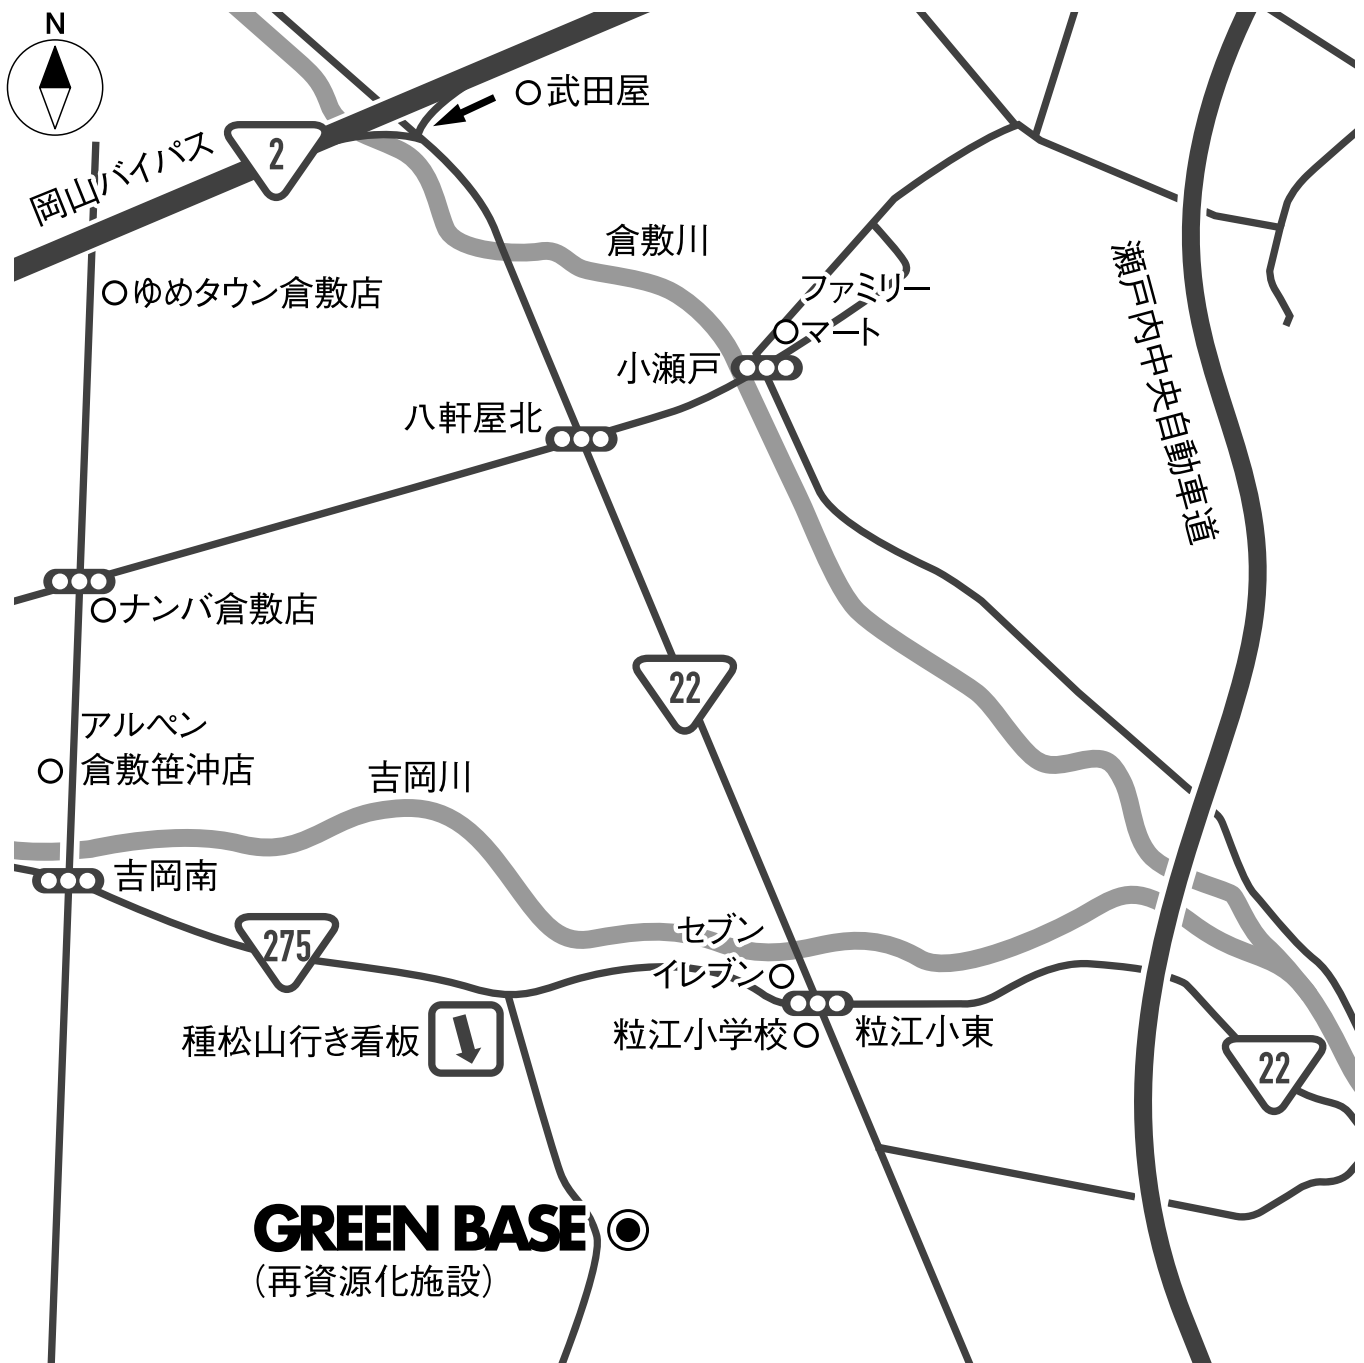 N
武田屋
2
岡山バイパス
倉敷川
ゆめタウン倉敷店
ファミリー
マート
瀬戸内中央自動車道
小瀬戸
八軒屋北
ナンバ倉敷店
22
アルペン
倉敷笹沖店
吉岡川
吉岡南
275
セブン
イレブン
種松山行き看板
粒江小学校
粒江小東
22
GREEN BASE
(再資源化施設)